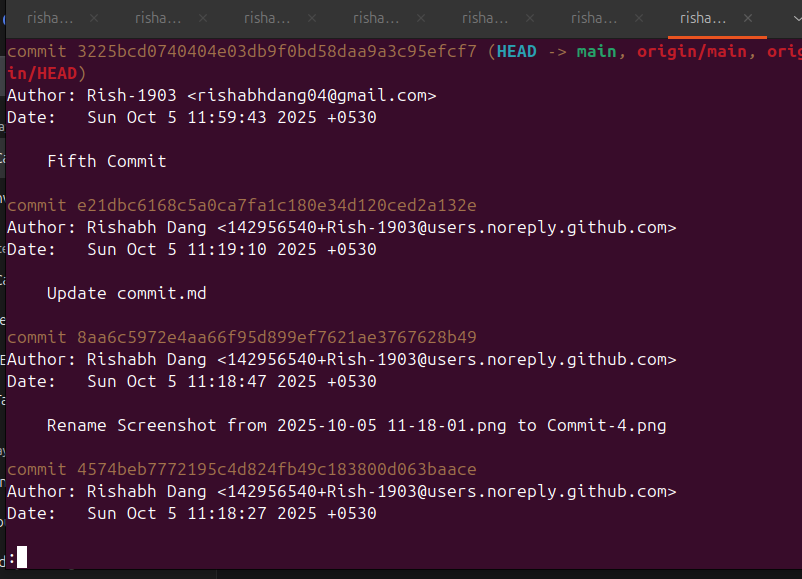 risha... × risha... × risha... × risha... × risha... × risha... × risha... ×
commit 3225bcd0740404e03db9f0bd58daa9a3c95efcf7 (HEAD -> main, origin/main, orig
in/HEAD)
Author: Rish-1903 <rishabhdang04@gmail.com>
Date:   Sun Oct 5 11:59:43 2025 +0530
    Fifth Commit
commit e21dbc6168c5a0ca7fa1c180e34d120ced2a132e
Author: Rishabh Dang <142956540+Rish-1903@users.noreply.github.com>
Date:   Sun Oct 5 11:19:10 2025 +0530
    Update commit.md
commit 8aa6c5972e4aa66f95d899ef7621ae3767628b49
Author: Rishabh Dang <142956540+Rish-1903@users.noreply.github.com>
Date:   Sun Oct 5 11:18:47 2025 +0530
    Rename Screenshot from 2025-10-05 11-18-01.png to Commit-4.png
commit 4574beb7772195c4d824fb49c183800d063baace
Author: Rishabh Dang <142956540+Rish-1903@users.noreply.github.com>
Date:   Sun Oct 5 11:18:27 2025 +0530
: